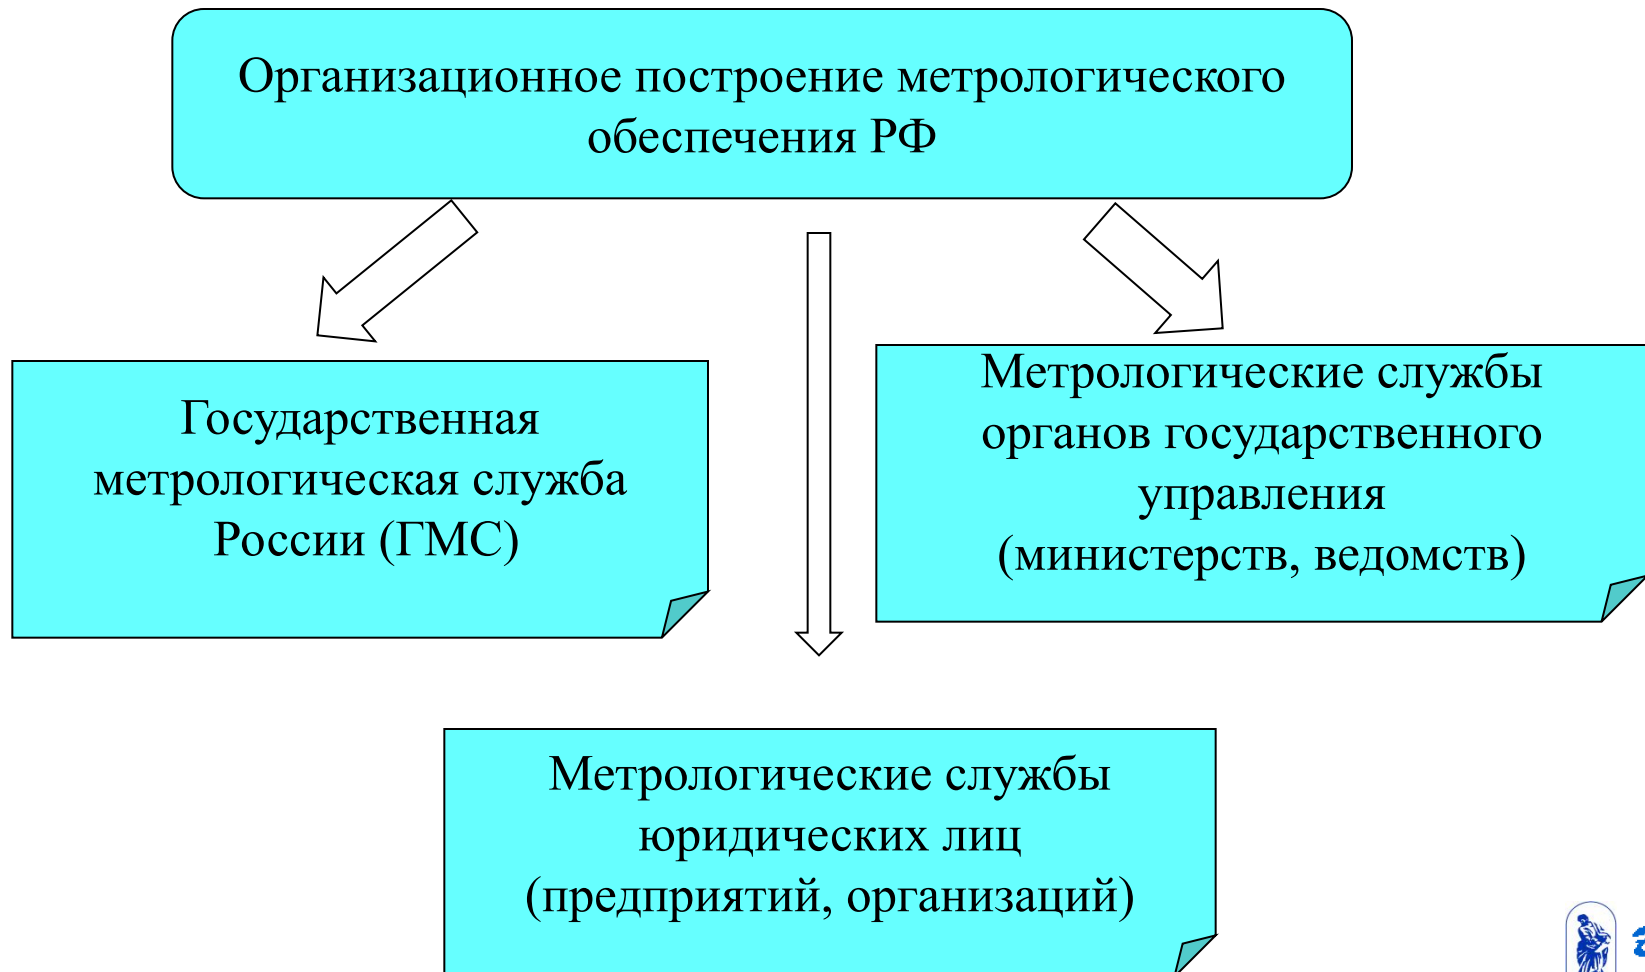 Организационное построение метрологического
обеспечения РФ
Государственная
метрологическая служба
России (ГМС)
Метрологические службы
органов государственного
управления
(министерств, ведомств)
Метрологические службы
юридических лиц
(предприятий, организаций)